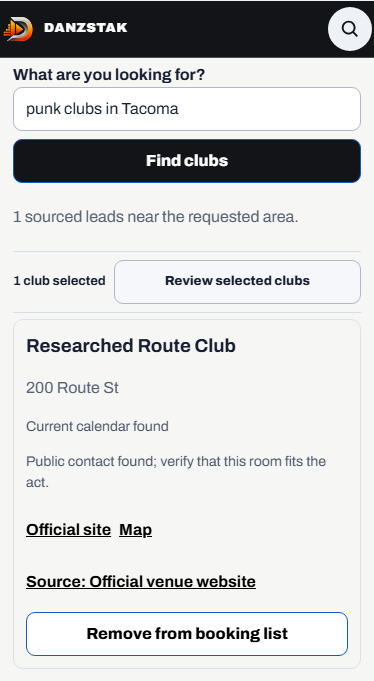 DANZSTAK
What are you looking for?
punk clubs in Tacoma
Find clubs
1 sourced leads near the requested area.
1 club selected
Review selected clubs
Researched Route Club
200 Route St
Current calendar found
Public contact found; verify that this room fits the
act.
Official site Map
Source: Official venue website
Remove from booking list